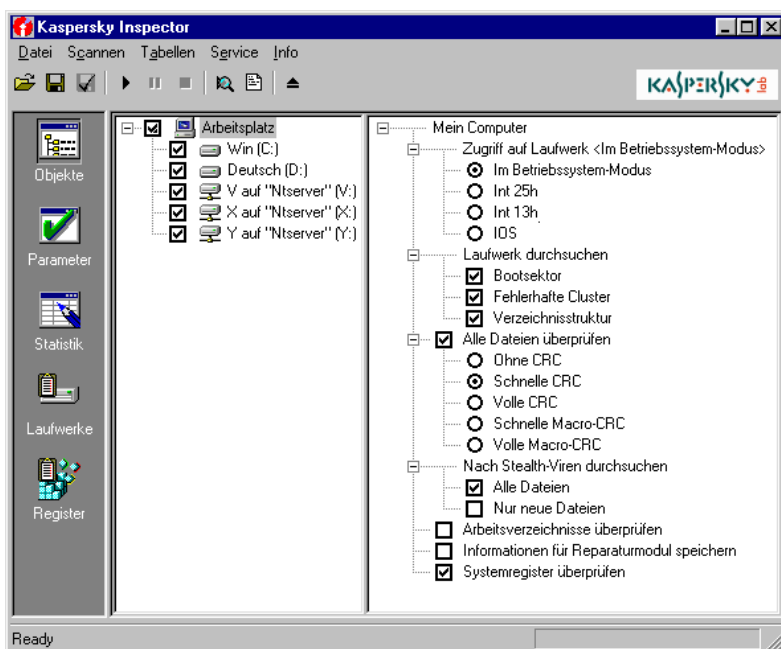 Kaspersky Inspector
Datei Scannen Tabellen Service Info
KASPERSKY lab
Objekte
Parameter
Statistik
Laufwerke
Register
Arbeitsplatz
Win (C:)
Deutsch (D:)
V auf "Ntserver" (V:)
X auf "Ntserver" (X:)
Y auf "Ntserver" (Y:)
Mein Computer
Zugriff auf Laufwerk <Im Betriebssystem-Modus>
Im Betriebssystem-Modus
Int 25h
Int 13h
IOS
Laufwerk durchsuchen
Bootsektor
Fehlerhafte Cluster
Verzeichnisstruktur
Alle Dateien überprüfen
Ohne CRC
Schnelle CRC
Volle CRC
Schnelle Macro-CRC
Volle Macro-CRC
Nach Stealth-Viren durchsuchen
Alle Dateien
Nur neue Dateien
Arbeitsverzeichnisse überprüfen
Informationen für Reparaturmodul speichern
Systemregister überprüfen
Ready